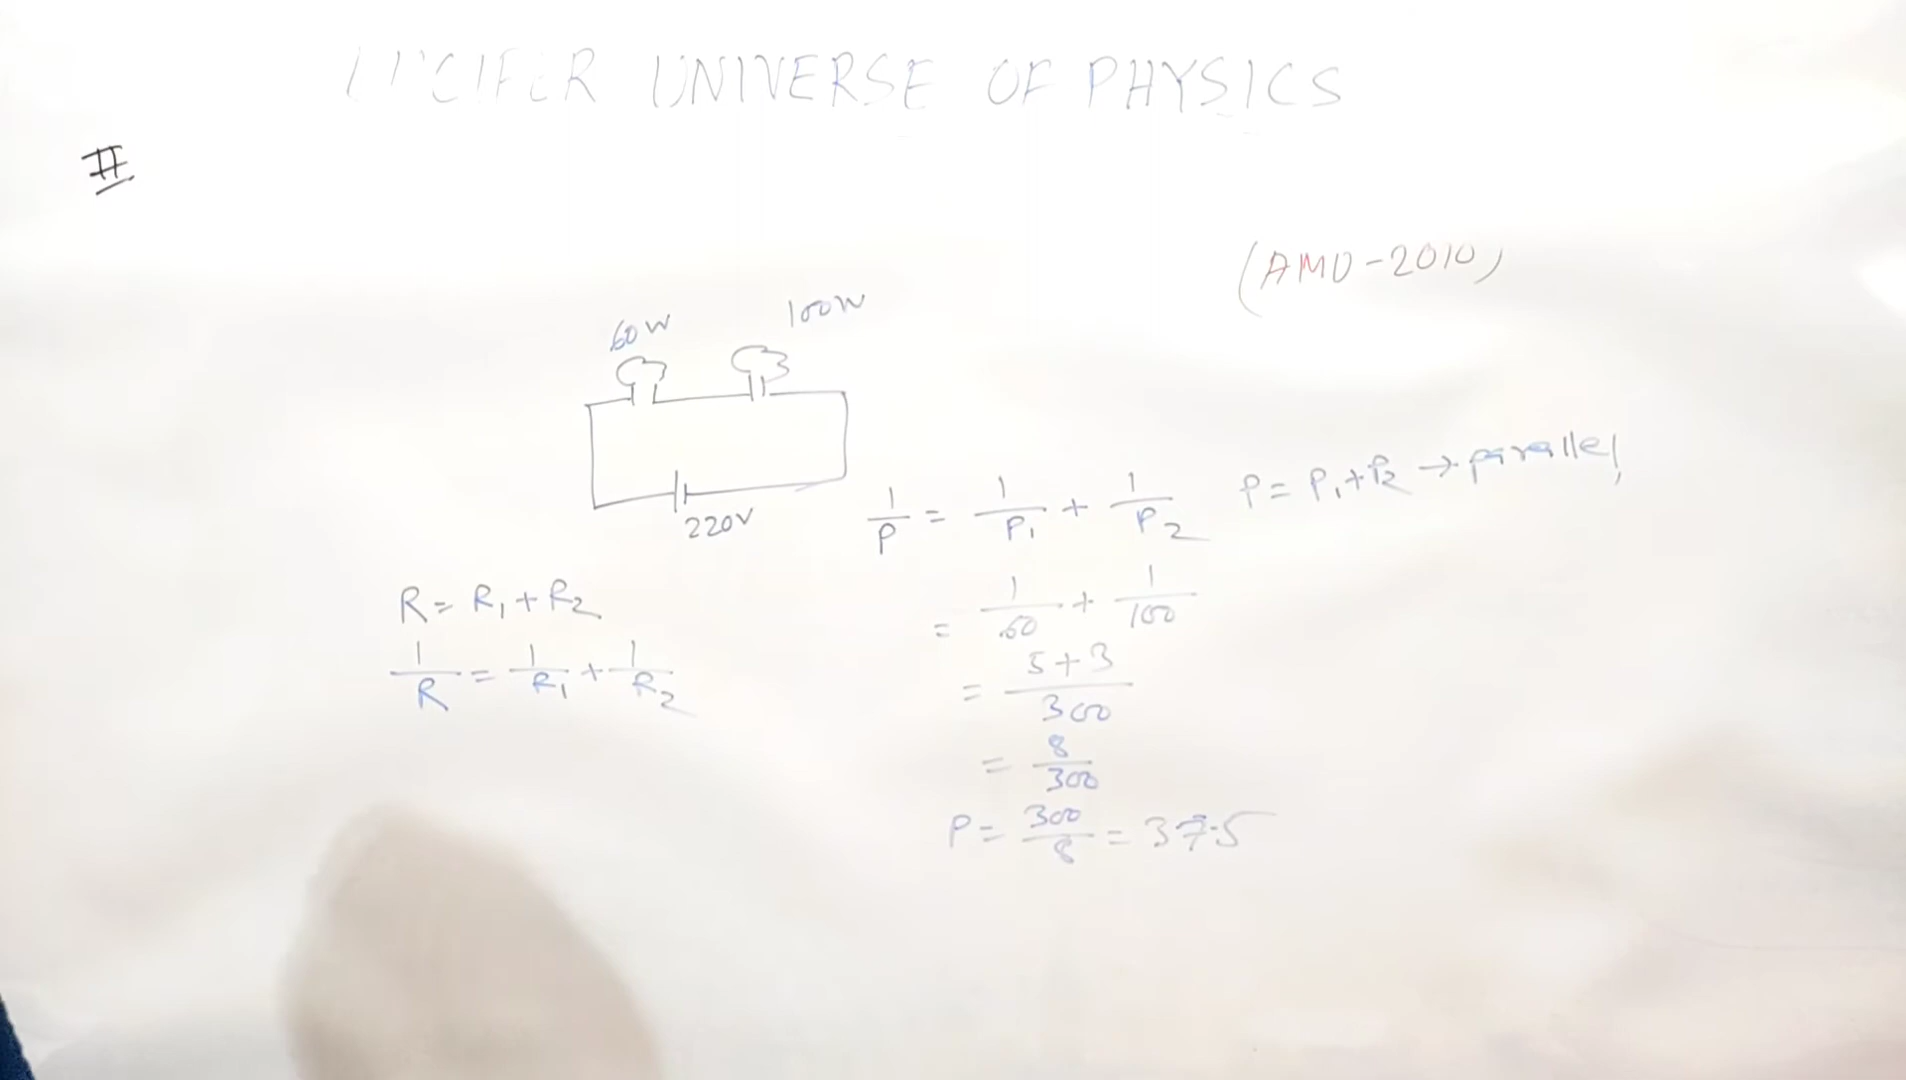 LUCIFER UNIVERSE OF PHYSICS
#
(AMU-2010)
60W
100W
220V
1/P = 1/P1 + 1/P2
P = P1+P2 → parallel
R = R1 + R2
= 1/60 + 1/100
1/R = 1/R1 + 1/R2
= 5+3/300
= 8/300
P = 300/8 = 37.5